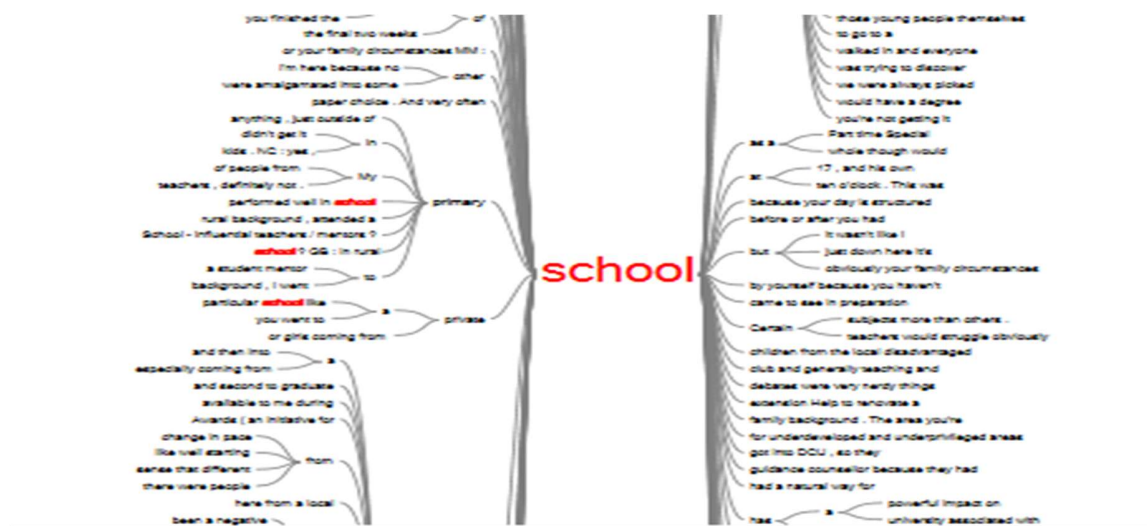 you finished the
of
the final two weeks
or your family circumstances MM :
I'm here because no
other
were amalgamated into some
paper choice . And very often
anything , just outside of
didn't get it
in
kids . NC : yes ,
of people from
My
teachers , definitely not .
performed well in school
primary
rural background , attended a
School - Influential teachers / mentors ?
school ? GB : In rural
a student mentor
to
background , I went
particular school like
a
you went to
private
or girls coming from
and then into
a
especially coming from
and second to graduate
available to me during
Awards ( an initiative for
change in pace
like well starting
from
sense that different
there were people
here from a local
been a negative
school
those young people themselves
to go to a
walked in and everyone
was trying to discover
we were always picked
would have a degree
you're not getting it
as a
Part time Special
whole though would
at
17 , and his own
ten o'clock . This was
because your day is structured
before or after you had
but
it wasn't like I
just down here it's
obviously your family circumstances
by yourself because you haven't
came to see in preparation
Certain
subjects more than others .
teachers would struggle obviously
children from the local disadvantaged
club and generally teaching and
debates were very nerdy things
extension Help to renovate a
family background . The area you're
for underdeveloped and underprivileged areas
got into DCU , so they
guidance counsellor because they had
had a natural way for
has
a
powerful impact on
university associated with